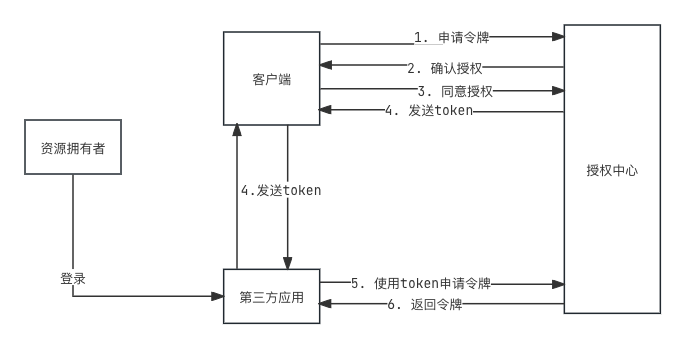 1. 申请令牌
2. 确认授权
客户端
3. 同意授权
4. 发送token
资源拥有者
授权中心
4.发送token
登录
第三方应用
5. 使用token申请令牌
6. 返回令牌